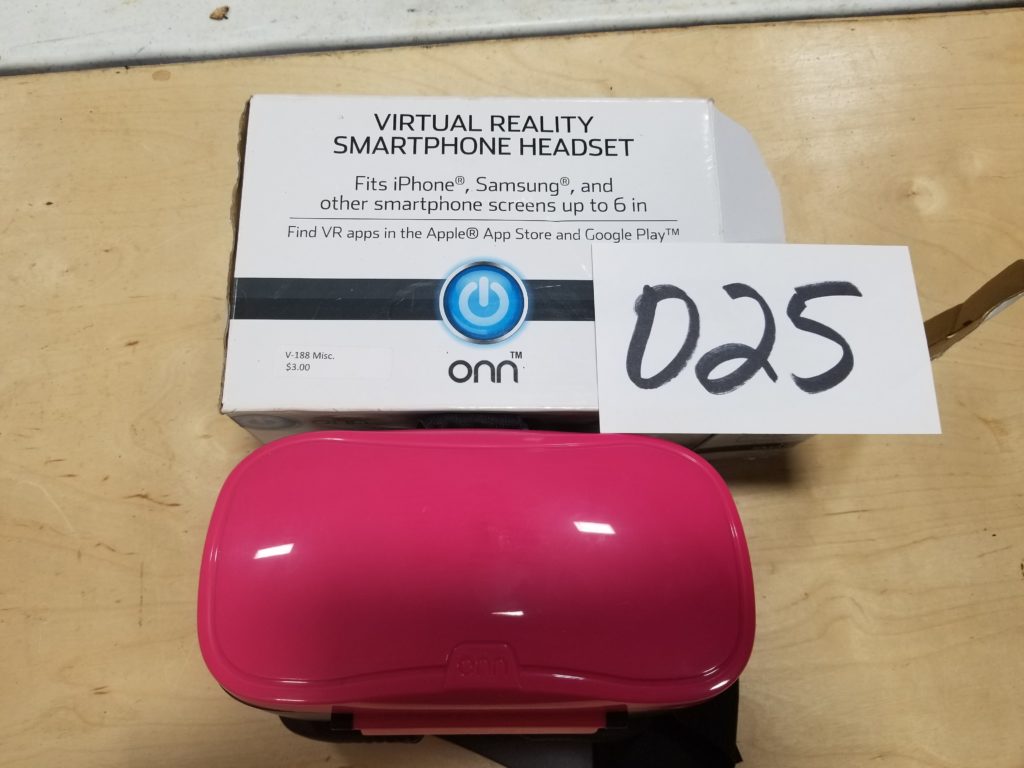 VIRTUAL REALITY
SMARTPHONE HEADSET
Fits iPhone®, Samsung®, and
other smartphone screens up to 6 in
Find VR apps in the Apple® App Store and Google Play™
onn™
V-188 Misc.
$3.00
025
onn